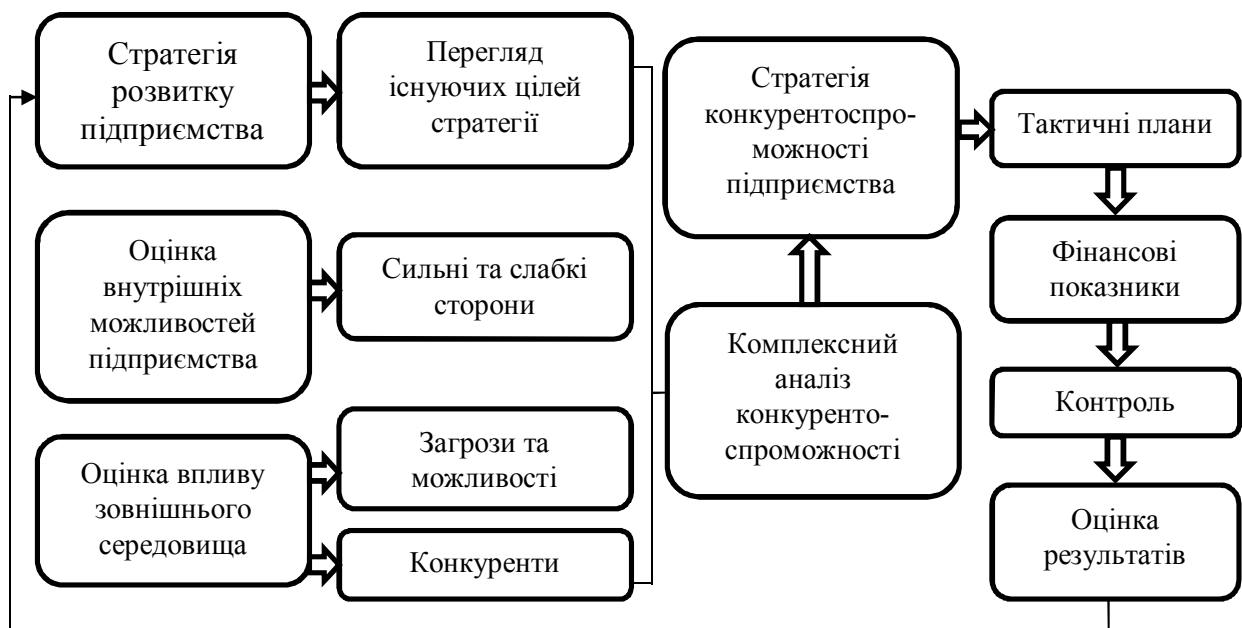 Стратегія
розвитку
підприємства
Перегляд
існуючих цілей
стратегії
Стратегія
конкурентоспро-
можності
підприємства
Тактичні плани
Оцінка
внутрішніх
можливостей
підприємства
Сильні та слабкі
сторони
Фінансові
показники
Комплексний
аналіз
конкуренто-
спроможності
Контроль
Оцінка впливу
зовнішнього
середовища
Загрози та
можливості
Конкуренти
Оцінка
результатів